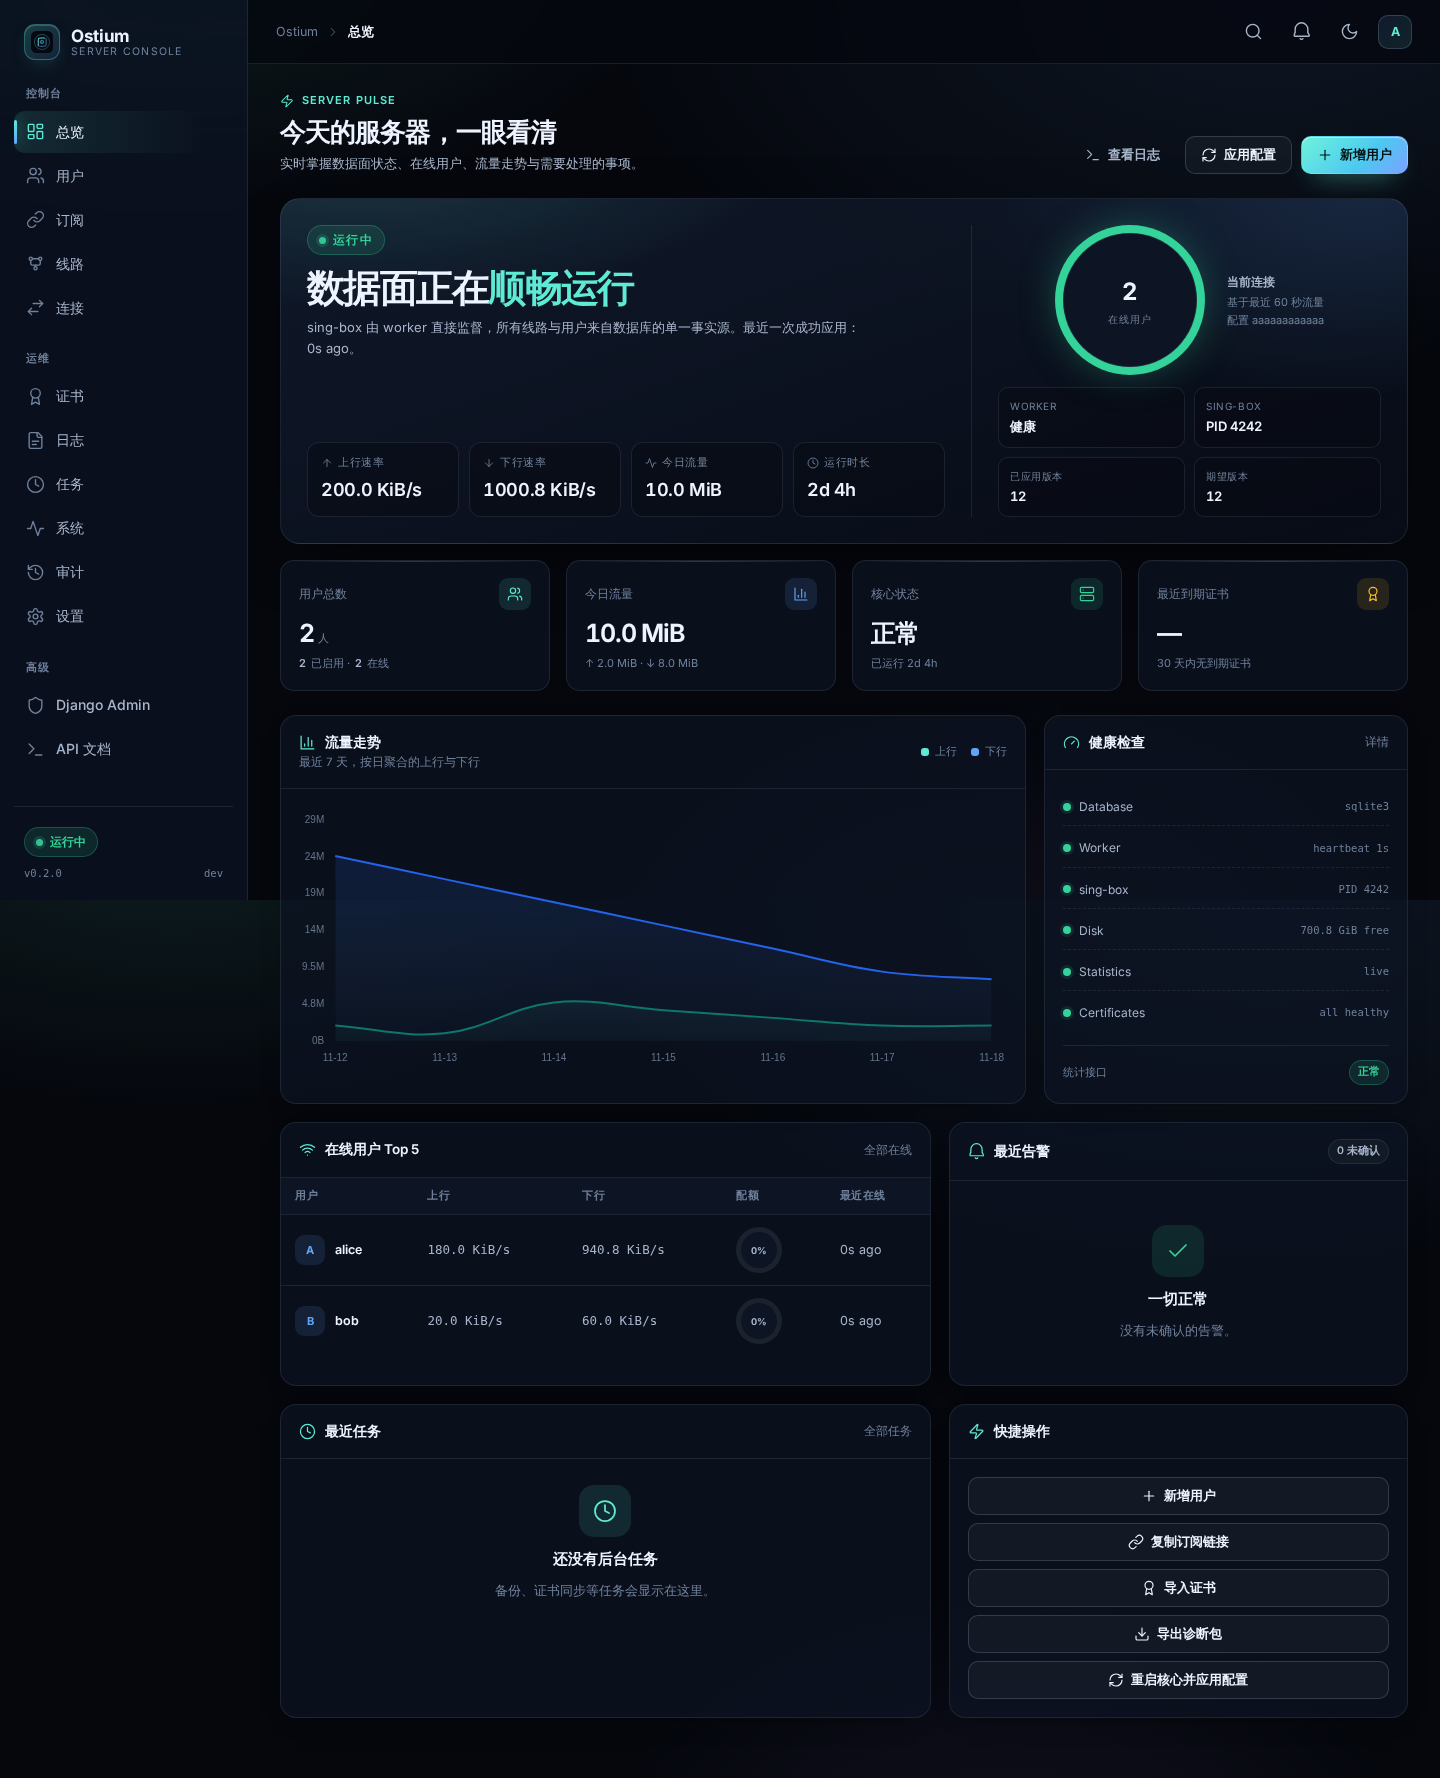 Ostium
SERVER CONSOLE
控制台
总览
用户
订阅
线路
连接
运维
证书
日志
任务
系统
审计
设置
高级
Django Admin
API 文档
运行中
v0.2.0
dev
Ostium
总览
A
SERVER PULSE
今天的服务器，一眼看清
实时掌握数据面状态、在线用户、流量走势与需要处理的事项。
查看日志
应用配置
新增用户
运行中
数据面正在顺畅运行
sing-box 由 worker 直接监督，所有线路与用户来自数据库的单一事实源。最近一次成功应用：
0s ago。
上行速率
200.0 KiB/s
下行速率
1000.8 KiB/s
今日流量
10.0 MiB
运行时长
2d 4h
2
在线用户
当前连接
基于最近 60 秒流量
配置 aaaaaaaaaaaa
WORKER
健康
SING-BOX
PID 4242
已应用版本
12
期望版本
12
用户总数
2 人
2 已启用 · 2 在线
今日流量
10.0 MiB
↑ 2.0 MiB · ↓ 8.0 MiB
核心状态
正常
已运行 2d 4h
最近到期证书
—
30 天内无到期证书
流量走势
最近 7 天，按日聚合的上行与下行
上行
下行
29M
24M
19M
14M
9.5M
4.8M
0B
11-12
11-13
11-14
11-15
11-16
11-17
11-18
健康检查
详情
Database
sqlite3
Worker
heartbeat 1s
sing-box
PID 4242
Disk
700.8 GiB free
Statistics
live
Certificates
all healthy
统计接口
正常
在线用户 Top 5
全部在线
用户
上行
下行
配额
最近在线
A
alice
180.0 KiB/s
940.8 KiB/s
0%
0s ago
B
bob
20.0 KiB/s
60.0 KiB/s
0%
0s ago
最近告警
0 未确认
一切正常
没有未确认的告警。
最近任务
全部任务
还没有后台任务
备份、证书同步等任务会显示在这里。
快捷操作
新增用户
复制订阅链接
导入证书
导出诊断包
重启核心并应用配置